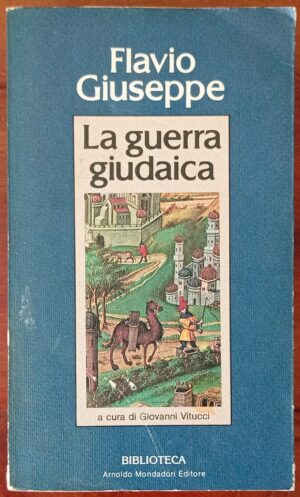 Flavio
Giuseppe
La guerra
giudaica
a cura di Giovanni Vitucci
BIBLIOTECA
Arnoldo Mondadori Editore